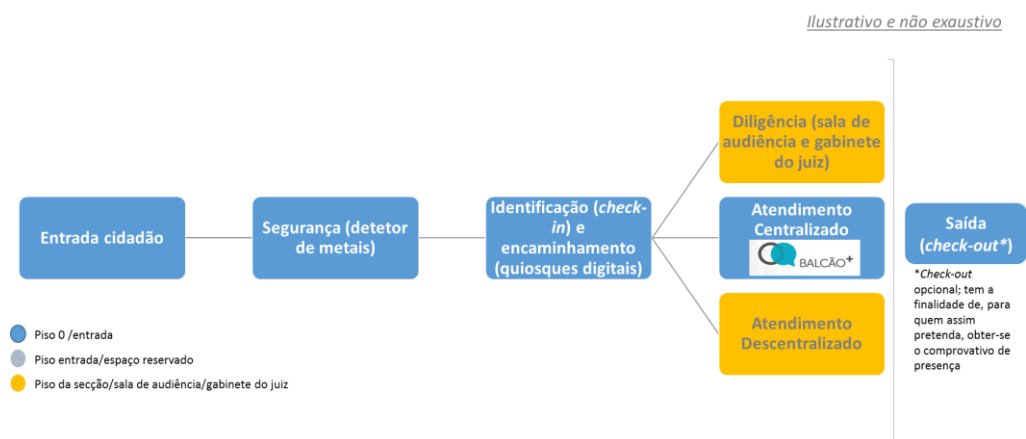 Ilustrativo e não exaustivo
Entrada cidadão
Segurança (detetor
de metais)
Identificação (check-
in) e
encaminhamento
(quiosques digitais)
Diligência (sala de
audiência e gabinete
do juiz)
Atendimento
Centralizado
BALCÃO+
Atendimento
Descentralizado
Saída
(check-out*)
*Check-out
opcional; tem a
finalidade de, para
quem assim
pretenda, obter-se
o comprovativo de
presença
Piso 0 /entrada
Piso entrada/espaço reservado
Piso da secção/sala de audiência/gabinete do juiz